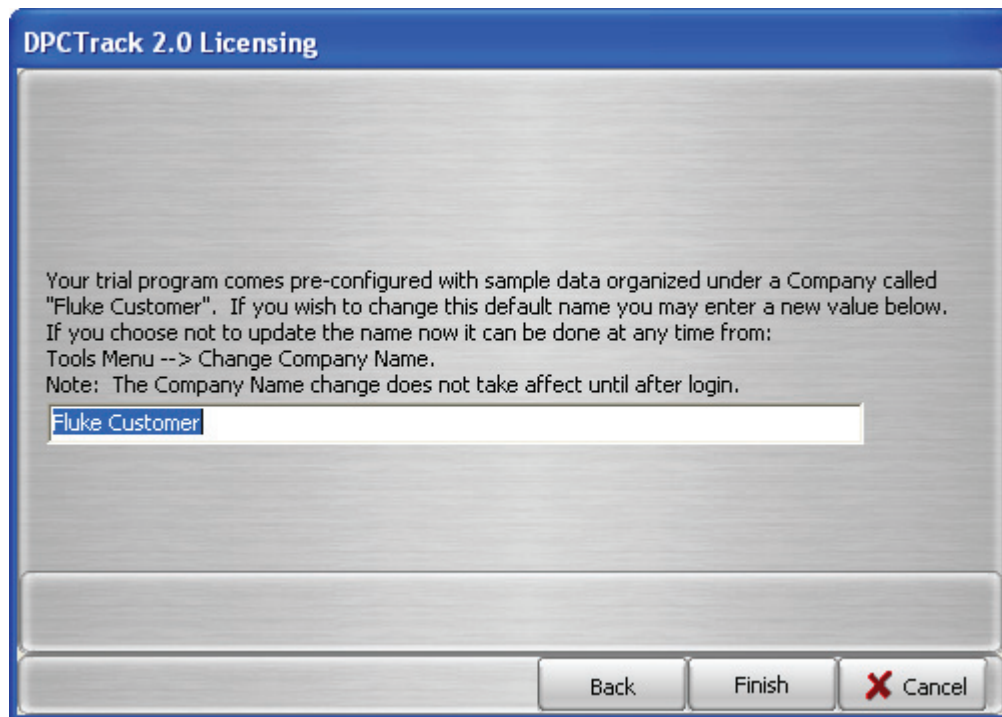 DPCTrack 2.0 Licensing
Your trial program comes pre-configured with sample data organized under a Company called
"Fluke Customer".  If you wish to change this default name you may enter a new value below.
If you choose not to update the name now it can be done at any time from:
Tools Menu --> Change Company Name.
Note:  The Company Name change does not take affect until after login.
Fluke Customer
Back
Finish
Cancel